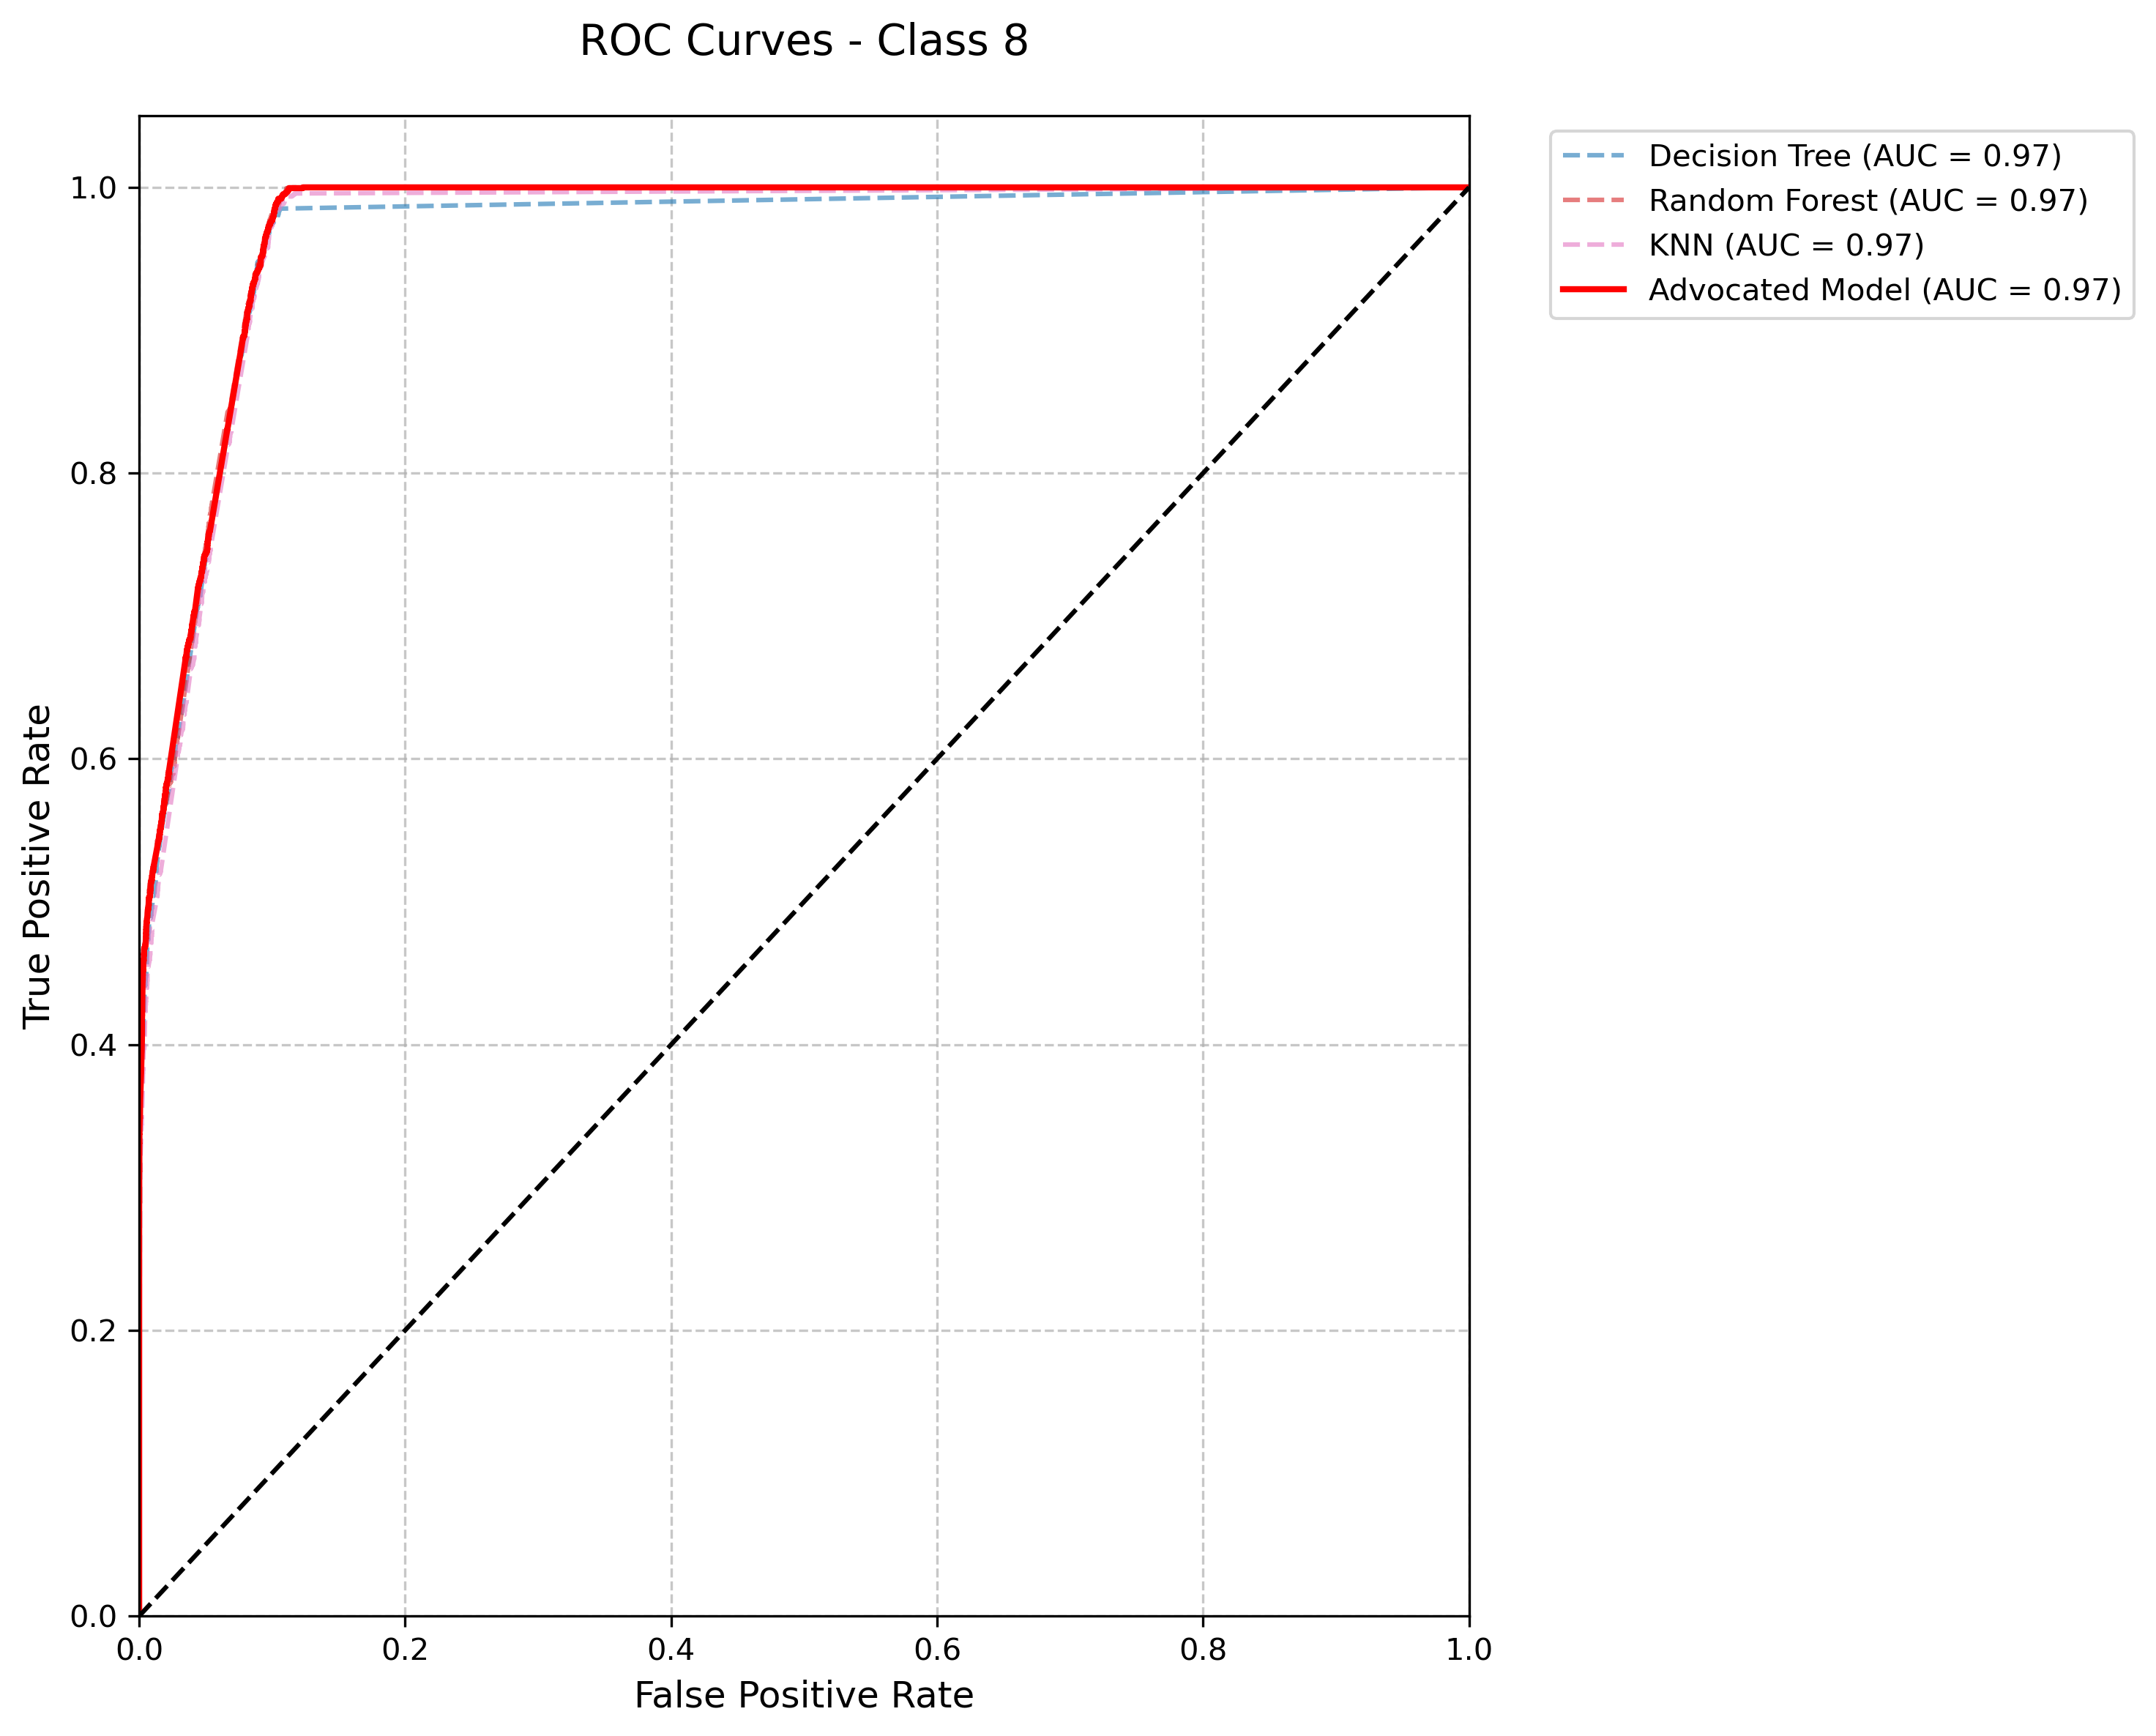 ROC Curves - Class 8
Decision Tree (AUC = 0.97)
Random Forest (AUC = 0.97)
KNN (AUC = 0.97)
Advocated Model (AUC = 0.97)
True Positive Rate
1.0
0.8
0.6
0.4
0.2
0.0
0.0 0.2 0.4 0.6 0.8 1.0
False Positive Rate